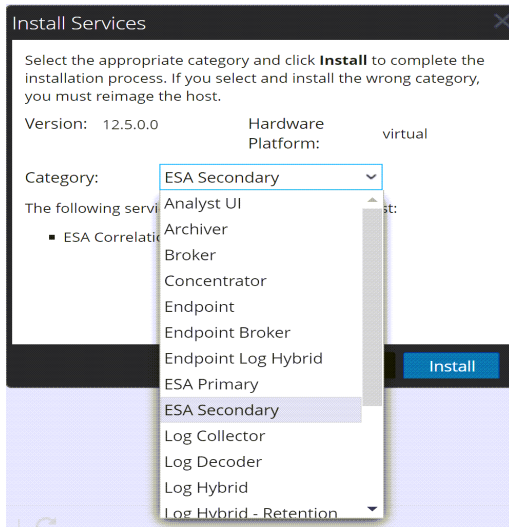 Install Services
Select the appropriate category and click Install to complete the
installation process. If you select and install the wrong category,
you must reimage the host.
Version: 12.5.0.0 Hardware Platform: virtual
Category: ESA Secondary
The following
ESA
Analyst UI
Archiver
Broker
Concentrator
Endpoint
Endpoint Broker
Endpoint Log Hybrid
ESA Primary
ESA Secondary
Log Collector
Log Decoder
Log Hybrid
Log Hybrid - Retention
Install